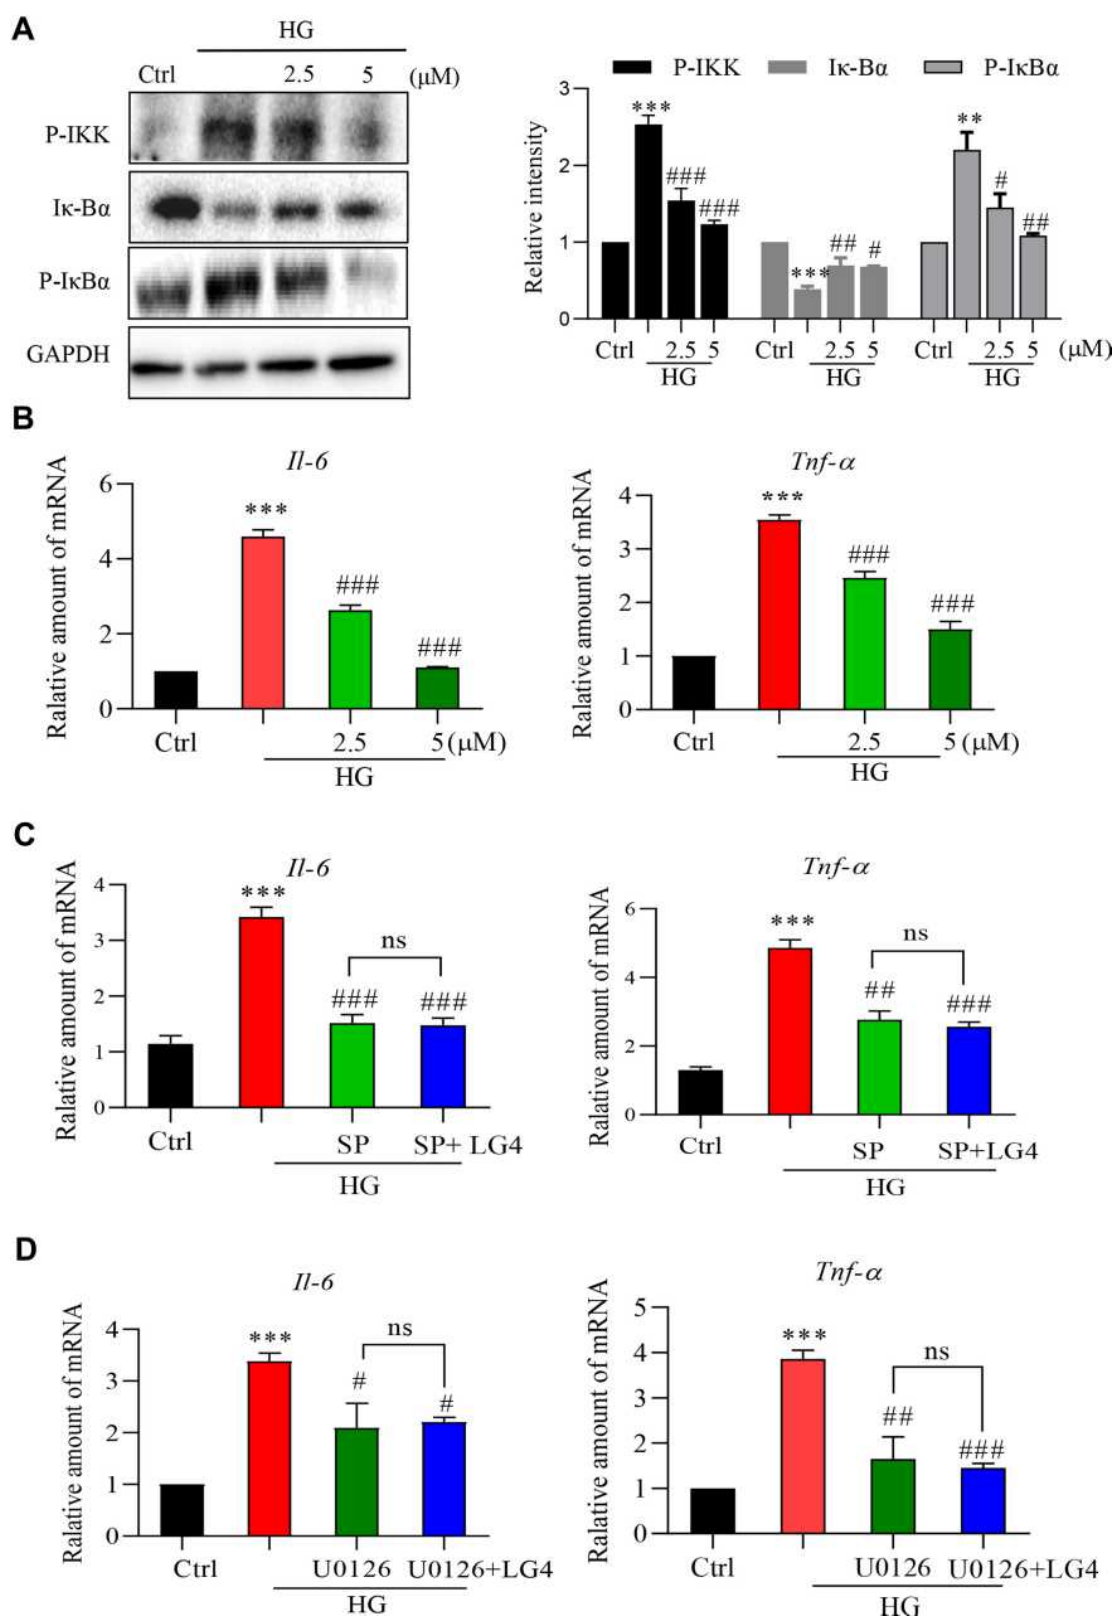 A
HG
Ctrl 2.5 5 (μM)
P-IKK
Iκ-Bα
P-IκBα
GAPDH
P-IKK Iκ-Bα P-IκBα
Relative intensity
3
2
1
0
*** ### ###
*** ## #
** # ##
Ctrl 2.5 5 Ctrl 2.5 5 Ctrl 2.5 5 (μM)
HG HG HG
B
Il-6
Ralative amount of mRNA
6
4
2
0
***
###
###
Ctrl 2.5 5 (μM)
HG
Tnf-α
Ralative amount of mRNA
4
3
2
1
0
***
###
###
Ctrl 2.5 5 (μM)
HG
C
Il-6
Ralative amount of mRNA
4
3
2
1
0
***
ns
### ###
Ctrl SP SP+ LG4
HG
Tnf-α
Ralative amount of mRNA
6
4
2
0
***
ns
## ###
Ctrl SP SP+LG4
HG
D
Il-6
Ralative amount of mRNA
4
3
2
1
0
***
ns
# #
Ctrl U0126 U0126+LG4
HG
Tnf-α
Ralative amount of mRNA
5
4
3
2
1
0
***
ns
## ###
Ctrl U0126 U0126+LG4
HG